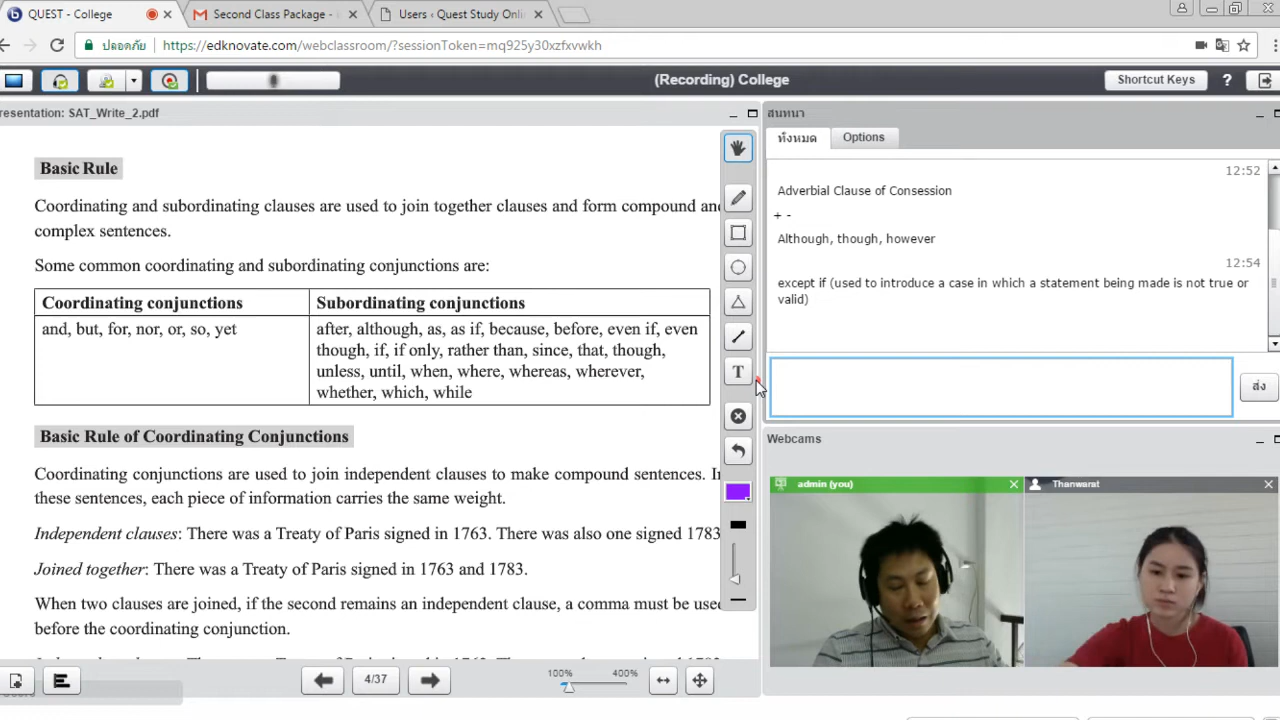 QUEST - College
Second Class Package -
Users ‹ Quest Study Onli
ปลอดภัย
https://edknovate.com/webclassroom/?sessionToken=mq925y30xzfxvwkh
(Recording) College
Shortcut Keys
?
resentation: SAT_Write_2.pdf
Basic Rule
Coordinating and subordinating clauses are used to join together clauses and form compound and
complex sentences.
Some common coordinating and subordinating conjunctions are:
Coordinating conjunctions
Subordinating conjunctions
and, but, for, nor, or, so, yet
after, although, as, as if, because, before, even if, even
though, if, if only, rather than, since, that, though,
unless, until, when, where, whereas, wherever,
whether, which, while
Basic Rule of Coordinating Conjunctions
Coordinating conjunctions are used to join independent clauses to make compound sentences. In
these sentences, each piece of information carries the same weight.
Independent clauses: There was a Treaty of Paris signed in 1763. There was also one signed 1783
Joined together: There was a Treaty of Paris signed in 1763 and 1783.
When two clauses are joined, if the second remains an independent clause, a comma must be used
before the coordinating conjunction.
T
4/37
100%
400%
สนทนา
ทั้งหมด
Options
12:52
Adverbial Clause of Consession
+ -
Although, though, however
12:54
except if (used to introduce a case in which a statement being made is not true or
valid)
ส่ง
Webcams
admin (you)
Thanwarat